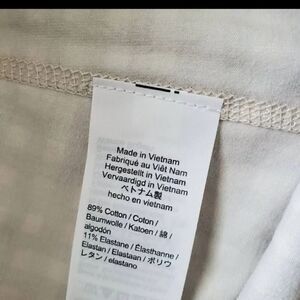 Made in Vietnam
Fabriqué au Viêt Nam
Hergestellt in Vietnam
Vervaardigd in Vietnam
ベトナム製
hecho en vietnam
89% Cotton / Coton /
Baumwolle / Katoen / 綿 /
algodón
11% Elastane / Élasthanne /
Elastan / Elastaan / ポリウ
レタン / elastano